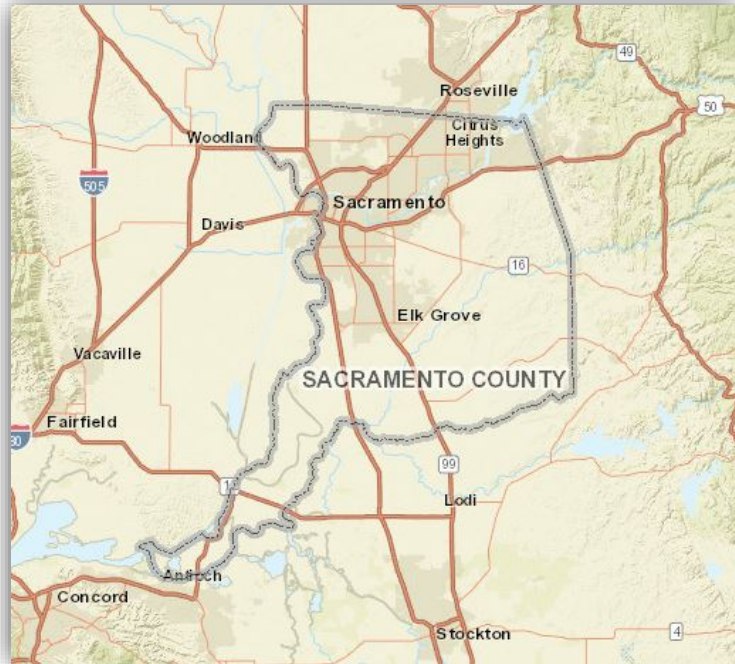 49
Roseville
50
Citrus
Heights
Woodland
505
Sacramento
Davis
16
Elk Grove
Vacaville
SACRAMENTO COUNTY
Fairfield
80
99
1
Lodi
Antioch
Concord
Stockton
4